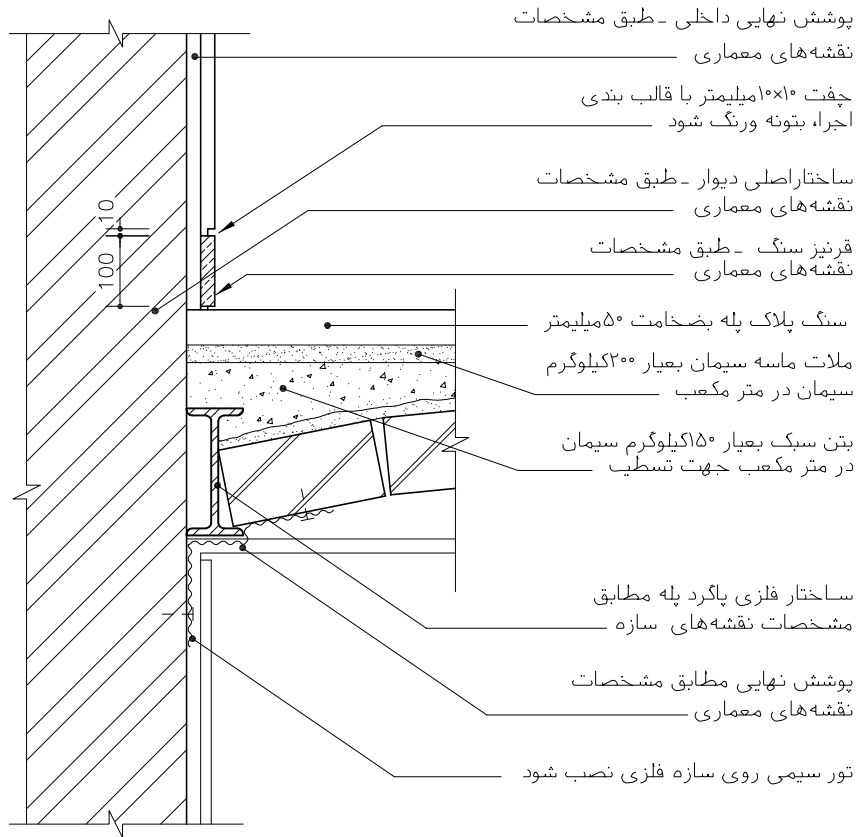 پوشش نهایی داخلی ـ طبق مشخصات
نقشه‌های معماری
چفت ۱۰×۱۰میلیمتر با قالب بندی
اجرا، بتونه ورنگ شود
ساختاراصلی دیوار ـ طبق مشخصات
نقشه‌های معماری
قرنیز سنگ ـ طبق مشخصات
نقشه‌های معماری
سنگ پلاک پله بضخامت ۵۰میلیمتر
ملات ماسه سیمان بعیار ۲۰۰کیلوگرم
سیمان در متر مکعب
بتن سبک بعیار ۱۵۰کیلوگرم سیمان
در متر مکعب جهت تسطیب
ساختار فلزی پاگرد پله مطابق
مشخصات نقشه‌های سازه
پوشش نهایی مطابق مشخصات
نقشه‌های معماری
تور سیمی روی سازه فلزی نصب شود
10
100